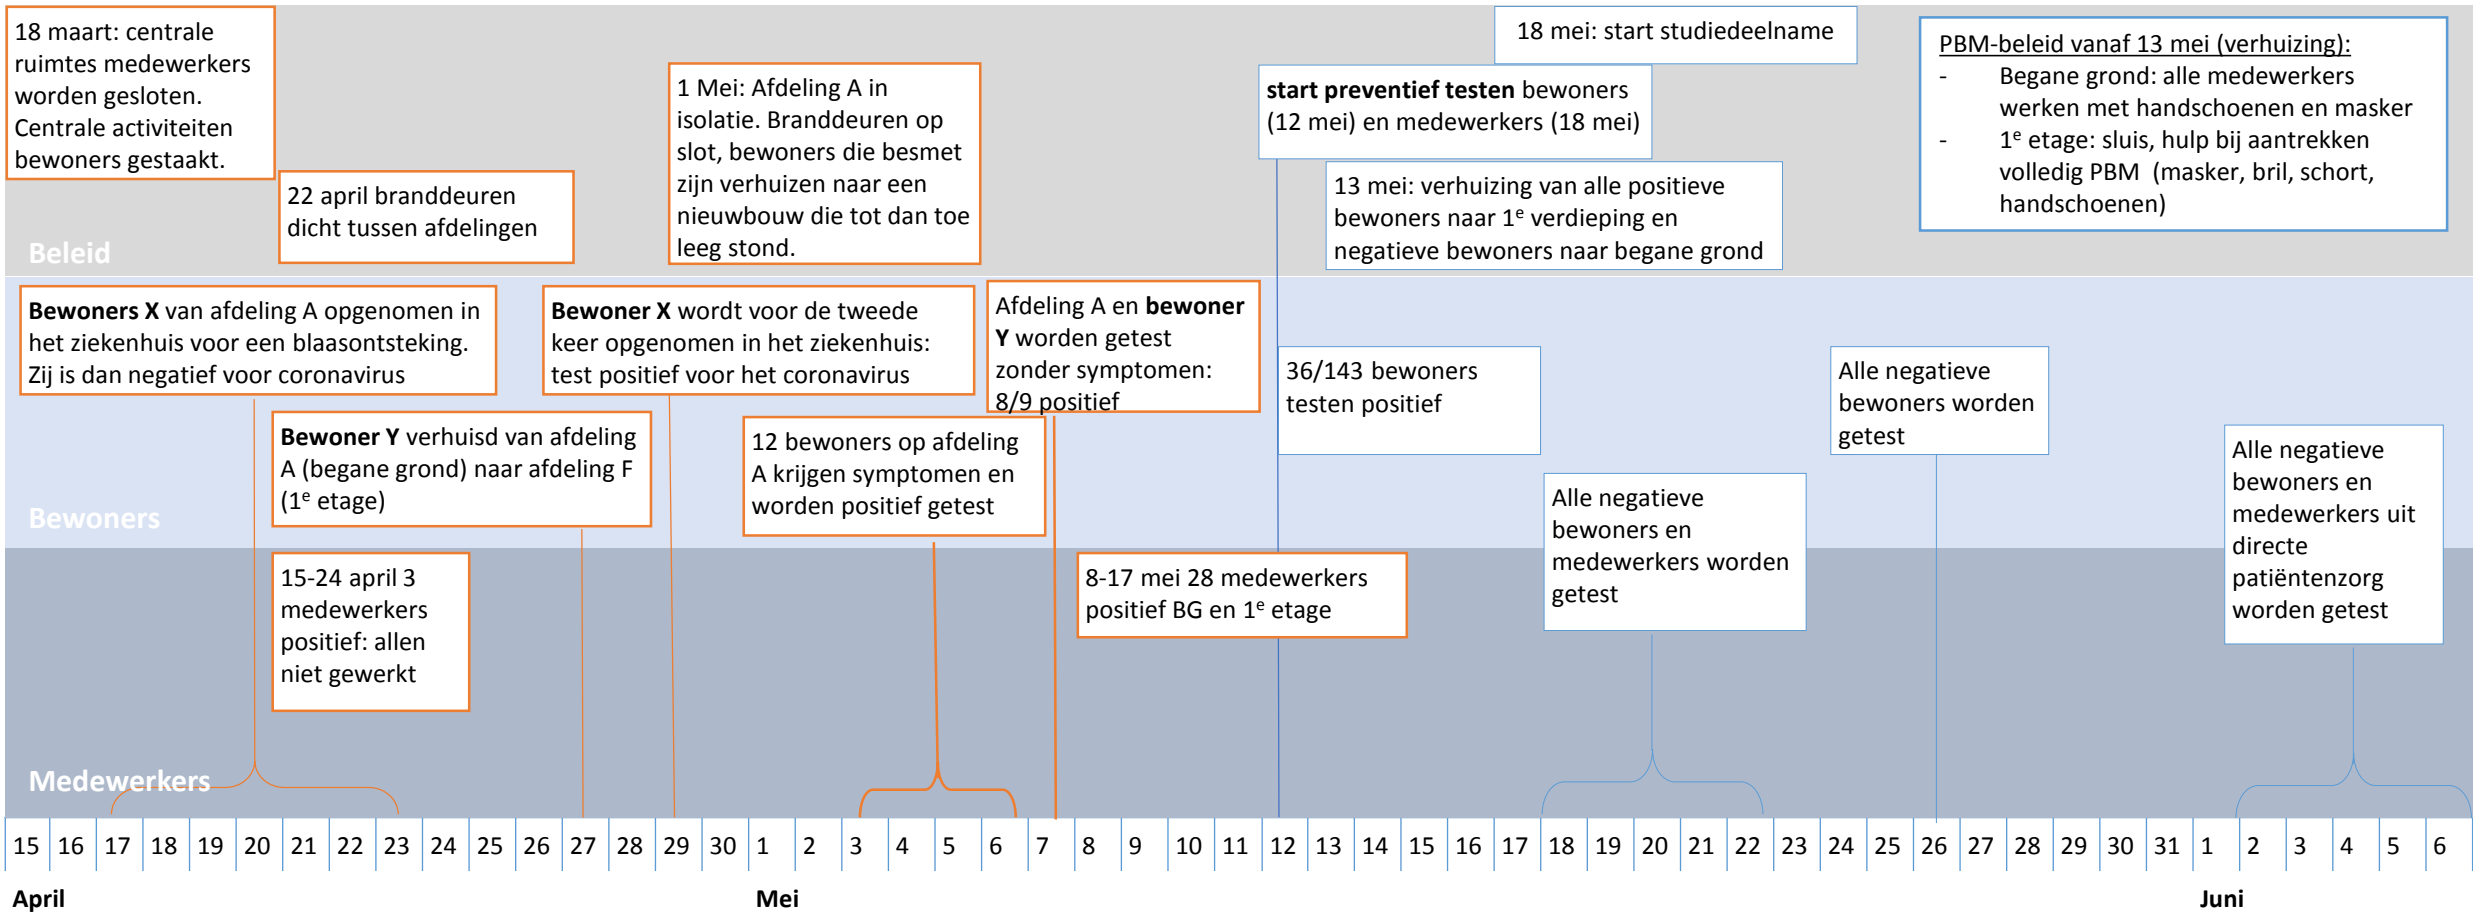 18 maart: centrale
ruimtes medewerkers
worden gesloten.
Centrale activiteiten
bewoners gestaakt.
22 april branddeuren
dicht tussen afdelingen
1 Mei: Afdeling A in
isolatie. Branddeuren op
slot, bewoners die besmet
zijn verhuizen naar een
nieuwbouw die tot dan toe
leeg stond.
18 mei: start studiedelname
start preventief testen bewoners
(12 mei) en medewerkers (18 mei)
13 mei: verhuizing van alle positieve
bewoners naar 1e verdieping en
negatieve bewoners naar begane grond
PBM-beleid vanaf 13 mei (verhuizing):
- Begane grond: alle medewerkers
werken met handschoenen en masker
- 1e etage: sluis, hulp bij aantrekken
volledig PBM (masker, bril, schort,
handschoenen)
Beleid
Bewoners X van afdeling A opgenomen in
het ziekenhuis voor een blaasontsteking.
Zij is dan negatief voor coronavirus
Bewoner Y verhuisd van afdeling
A (begane grond) naar afdeling F
(1e etage)
Bewoner X wordt voor de tweede
keer opgenomen in het ziekenhuis:
test positief voor het coronavirus
12 bewoners op afdeling
A krijgen symptomen en
worden positief getest
Afdeling A en bewoner
Y worden getest
zonder symptomen:
8/9 positief
36/143 bewoners
testen positief
Alle negatieve
bewoners en
medewerkers worden
getest
Alle negatieve
bewoners worden
getest
Alle negatieve
bewoners en
medewerkers uit
directe
patiëntenzorg
worden getest
Bewoners
15-24 april 3
medewerkers
positief: allen
niet gewerkt
8-17 mei 28 medewerkers
positief BG en 1e etage
Medewerkers
15 16 17 18 19 20 21 22 23 24 25 26 27 28 29 30 1 2 3 4 5 6 7 8 9 10 11 12 13 14 15 16 17 18 19 20 21 22 23 24 25 26 27 28 29 30 31 1 2 3 4 5 6
April Mei Juni